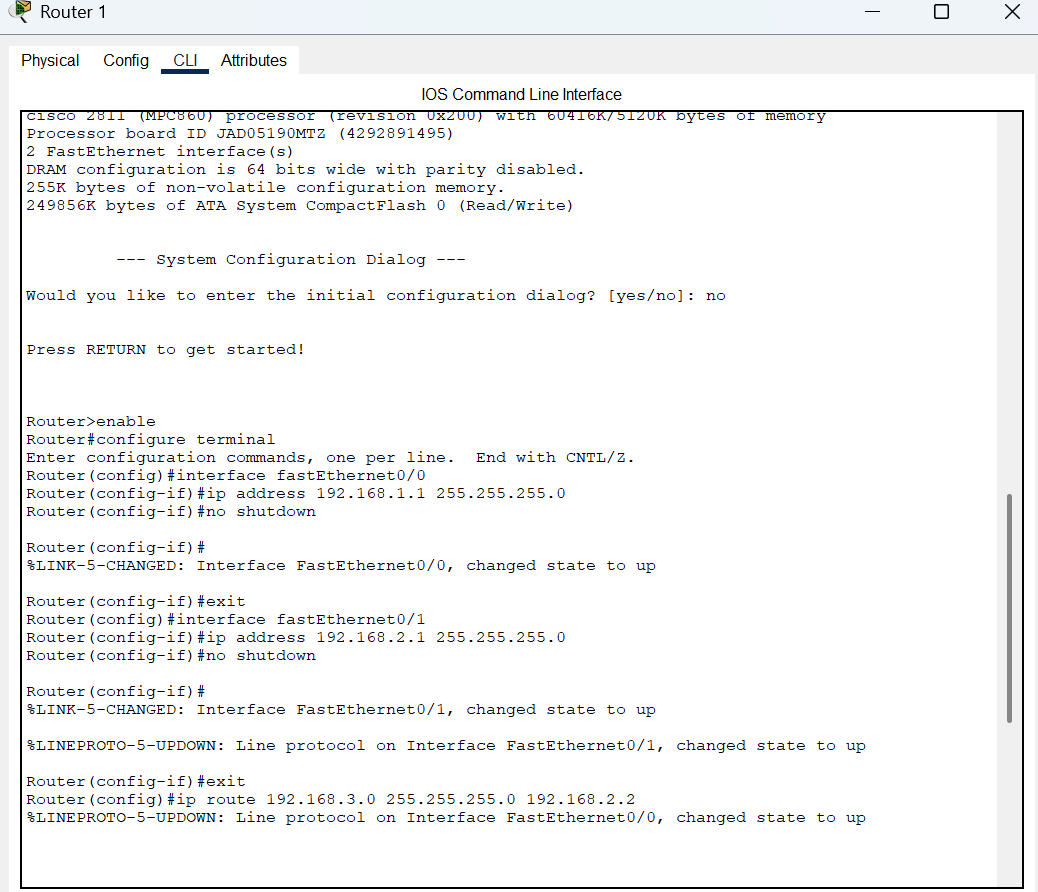 Router 1
Physical Config CLI Attributes
IOS Command Line Interface
cisco 2811 (MPC860) processor (revision 0x200) with 60416K/5120K bytes of memory
Processor board ID JAD05190MTZ (4292891495)
2 FastEthernet interface(s)
DRAM configuration is 64 bits wide with parity disabled.
255K bytes of non-volatile configuration memory.
249856K bytes of ATA System CompactFlash 0 (Read/Write)
--- System Configuration Dialog ---
Would you like to enter the initial configuration dialog? [yes/no]: no
Press RETURN to get started!
Router>enable
Router#configure terminal
Enter configuration commands, one per line.  End with CNTL/Z.
Router(config)#interface fastEthernet0/0
Router(config-if)#ip address 192.168.1.1 255.255.255.0
Router(config-if)#no shutdown
Router(config-if)#
%LINK-5-CHANGED: Interface FastEthernet0/0, changed state to up
Router(config-if)#exit
Router(config)#interface fastEthernet0/1
Router(config-if)#ip address 192.168.2.1 255.255.255.0
Router(config-if)#no shutdown
Router(config-if)#
%LINK-5-CHANGED: Interface FastEthernet0/1, changed state to up
%LINEPROTO-5-UPDOWN: Line protocol on Interface FastEthernet0/1, changed state to up
Router(config-if)#exit
Router(config)#ip route 192.168.3.0 255.255.255.0 192.168.2.2
%LINEPROTO-5-UPDOWN: Line protocol on Interface FastEthernet0/0, changed state to up